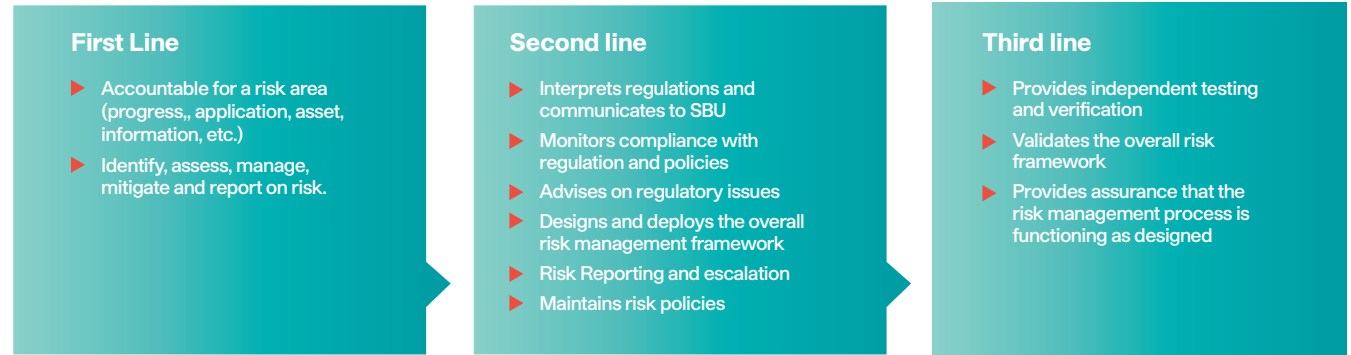 First Line
Accountable for a risk area
(progress,, application, asset,
information, etc.)
Identify, assess, manage,
mitigate and report on risk.
Second line
Interprets regulations and
communicates to SBU
Monitors compliance with
regulation and policies
Advises on regulatory issues
Designs and deploys the overall
risk management framework
Risk Reporting and escalation
Maintains risk policies
Third line
Provides independent testing
and verification
Validates the overall risk
framework
Provides assurance that the
risk management process is
functioning as designed